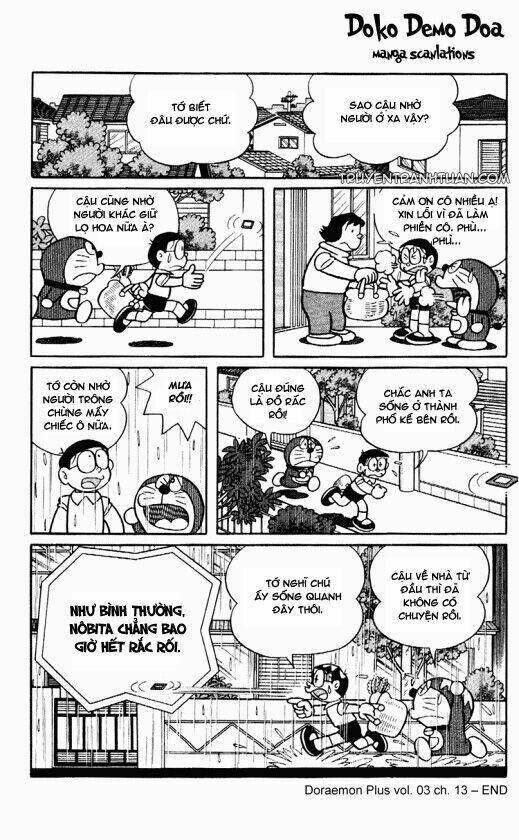 DOKO DEMO DOA
MANGA SCANLATIONS
TỚ BIẾT
ĐÂU ĐƯỢC CHỨ.
SAO CẬU NHỜ
NGƯỜI Ở XA VẬY?
TRUYENTRANHTUAN.COM
CẬU CŨNG NHỜ
NGƯỜI KHÁC GIỮ
LỌ HOA NỮA À?
CẢM ƠN CÔ NHIỀU Ạ!
XIN LỖI VÌ ĐÃ LÀM
PHIỀN CÔ. PHÙ...
PHÙ...
TỚ CÒN NHỜ
NGƯỜI TRÔNG
CHỪNG MẤY
CHIẾC Ô NỮA.
MƯA
RỒI!!
CẬU ĐÚNG
LÀ ĐỒ RẮC
RỐI!
CHẮC ANH TA
SỐNG Ở THÀNH
PHỐ KẾ BÊN RỒI.
NHƯ BÌNH THƯỜNG,
NÔBITA CHẲNG BAO
GIỜ HẾT RẮC RỐI.
TỚ NGHĨ CHÚ
ẤY SỐNG QUANH
ĐÂY THÔI.
CẬU VỀ NHÀ TỪ
ĐẦU THÌ ĐÃ
KHÔNG CÓ
CHUYỆN RỒI.
Doraemon Plus vol. 03 ch. 13 – END